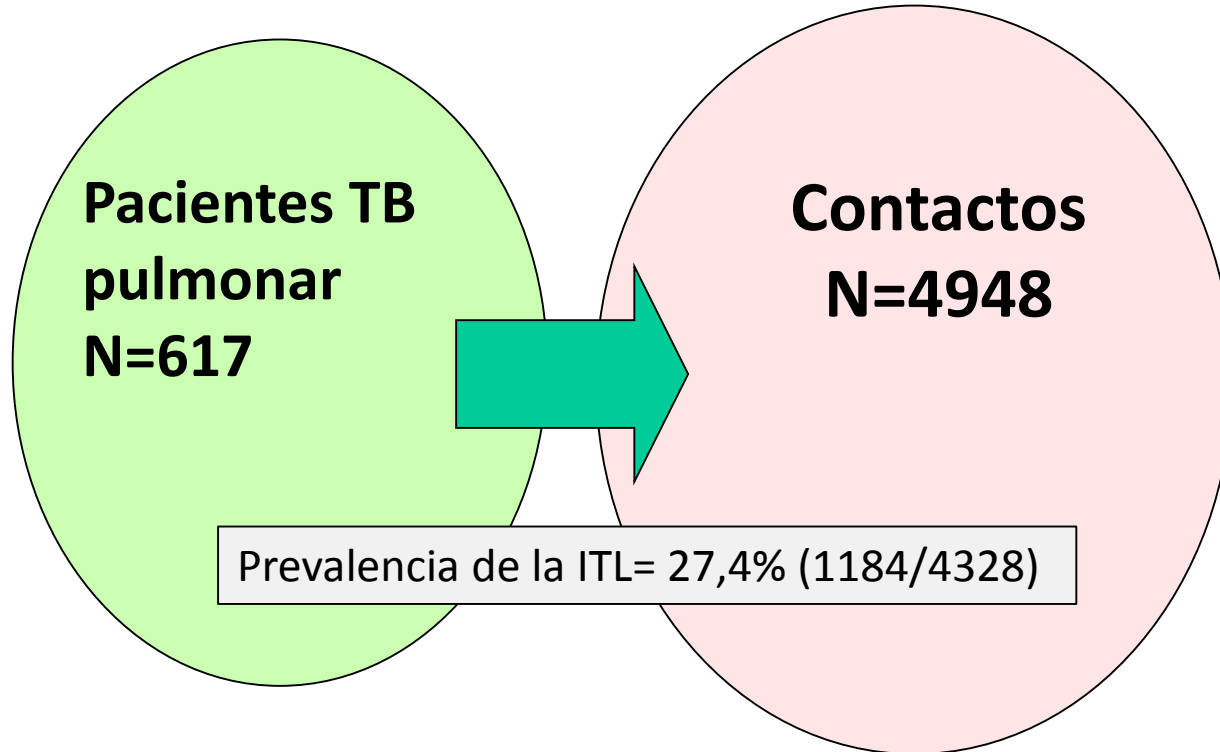 Pacientes TB
pulmonar
N=617
Contactos
N=4948
Prevalencia de la ITL= 27,4% (1184/4328)